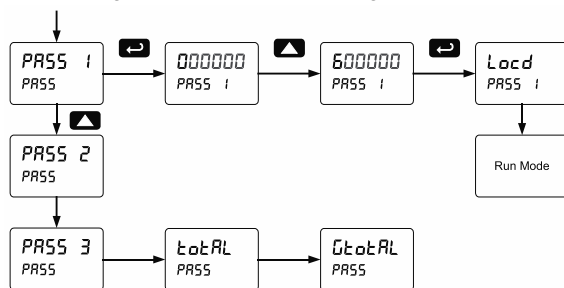 PASS 1
PASS
000000
PASS 1
600000
PASS 1
Locd
PASS 1
PASS 2
PASS
Run Mode
PASS 3
PASS
totAL
PASS
GtotAL
PASS